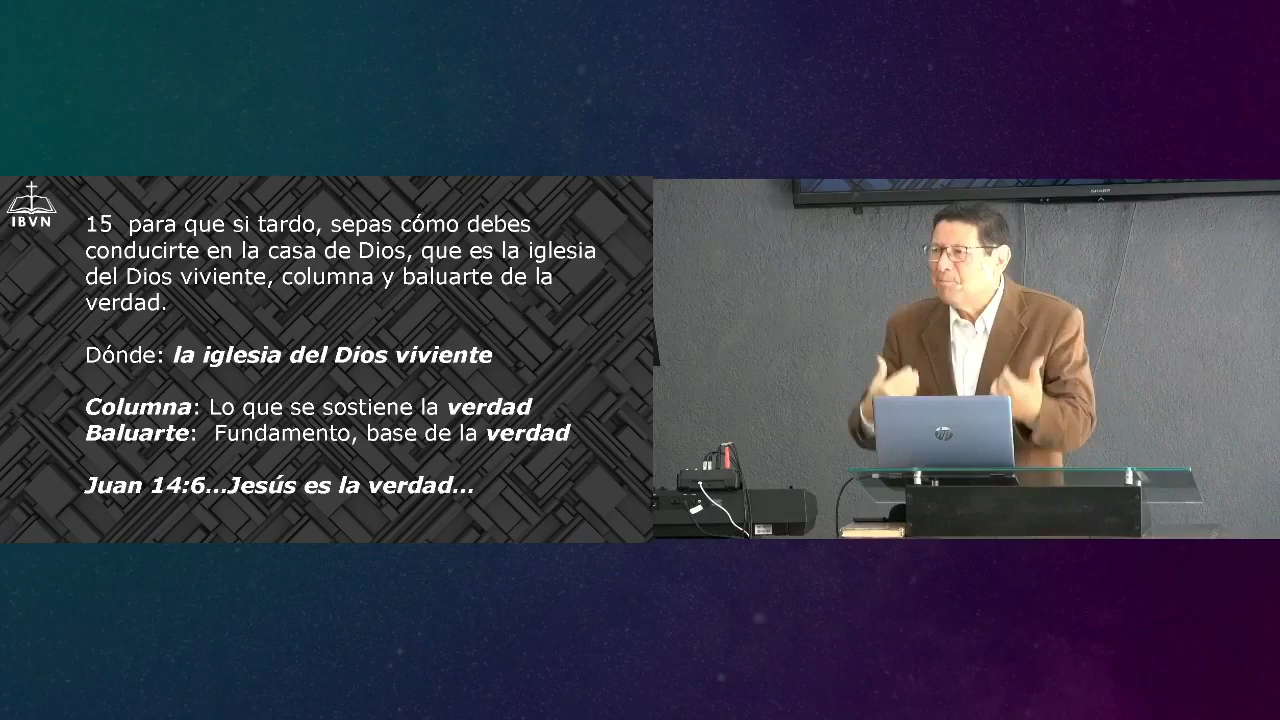 IBVN
15 para que si tardo, sepas cómo debes
conducirte en la casa de Dios, que es la iglesia
del Dios viviente, columna y baluarte de la
verdad.
Dónde: la iglesia del Dios viviente
Columna: Lo que se sostiene la verdad
Baluarte: Fundamento, base de la verdad
Juan 14:6...Jesús es la verdad...
SHARP
hp